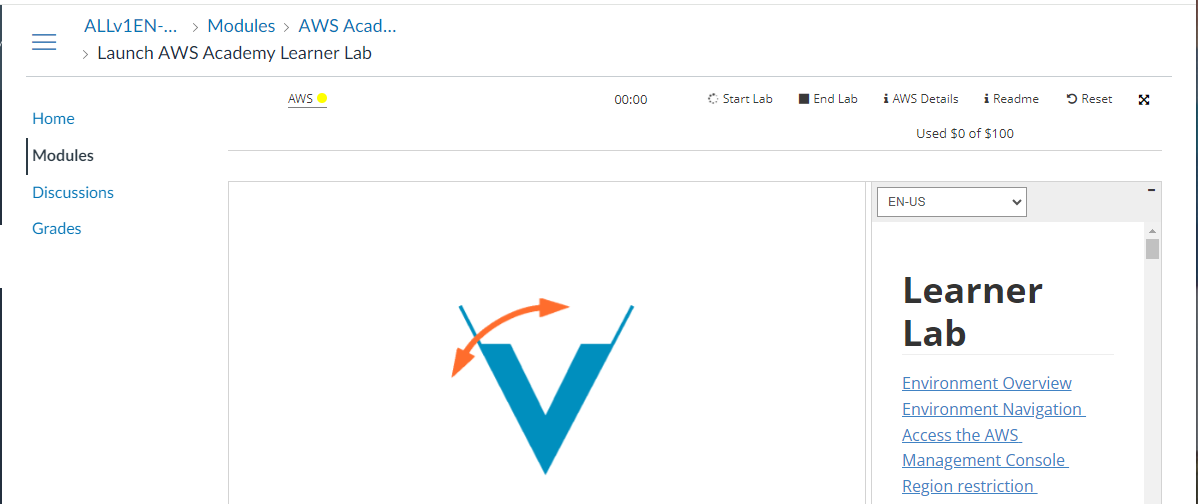 ALLv1EN-... > Modules > AWS Acad...
> Launch AWS Academy Learner Lab
AWS 00:00 Start Lab End Lab AWS Details Readme Reset
Used $0 of $100
Home
Modules
Discussions
Grades
EN-US
Learner
Lab
Environment Overview
Environment Navigation
Access the AWS
Management Console
Region restriction